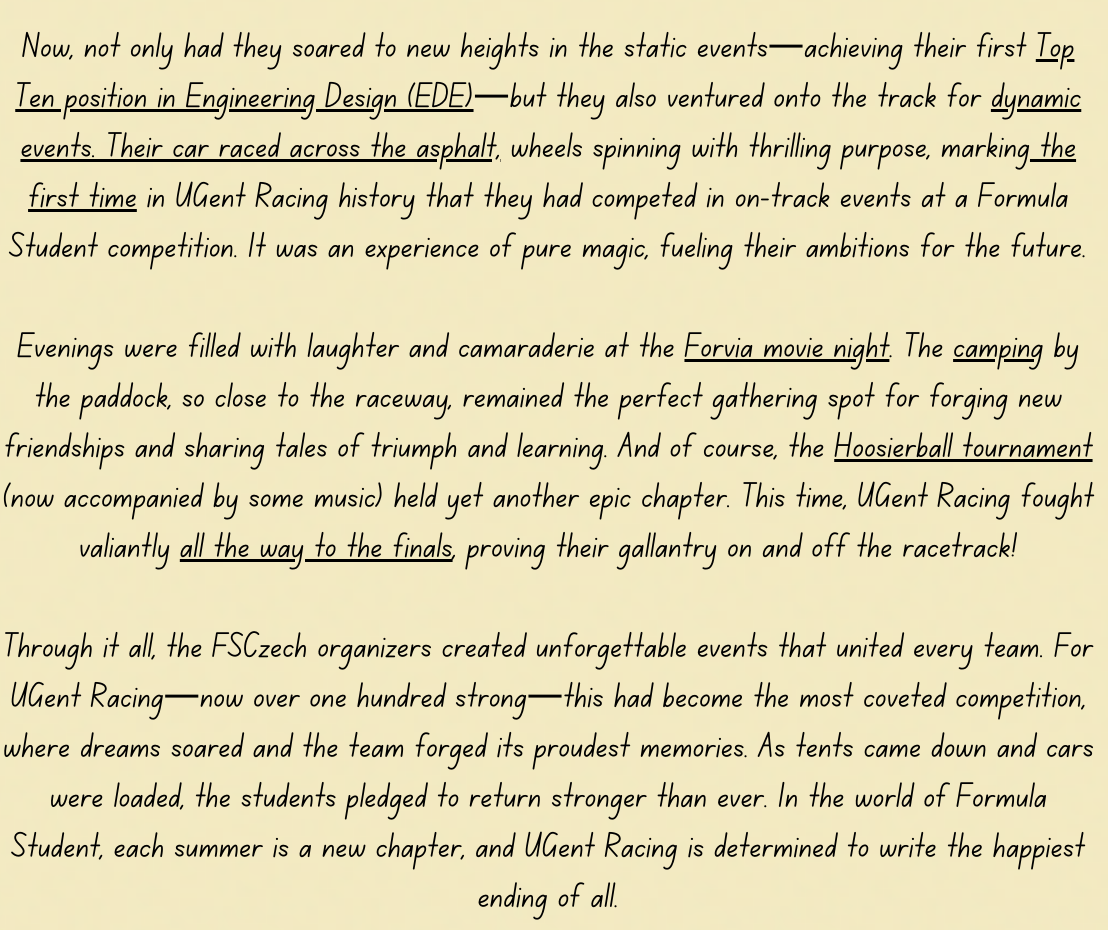 Now, not only had they soared to new heights in the static events—achieving their first Top
Ten position in Engineering Design (EDE)—but they also ventured onto the track for dynamic
events. Their car raced across the asphalt, wheels spinning with thrilling purpose, marking the
first time in UGent Racing history that they had competed in on-track events at a Formula
Student competition. It was an experience of pure magic, fueling their ambitions for the future.
Evenings were filled with laughter and camaraderie at the Forvia movie night. The camping by
the paddock, so close to the raceway, remained the perfect gathering spot for forging new
friendships and sharing tales of triumph and learning. And of course, the Hoosierball tournament
(now accompanied by some music) held yet another epic chapter. This time, UGent Racing fought
valiantly all the way to the finals, proving their gallantry on and off the racetrack!
Through it all, the FSCzech organizers created unforgettable events that united every team. For
UGent Racing—now over one hundred strong—this had become the most coveted competition,
where dreams soared and the team forged its proudest memories. As tents came down and cars
were loaded, the students pledged to return stronger than ever. In the world of Formula
Student, each summer is a new chapter, and UGent Racing is determined to write the happiest
ending of all.